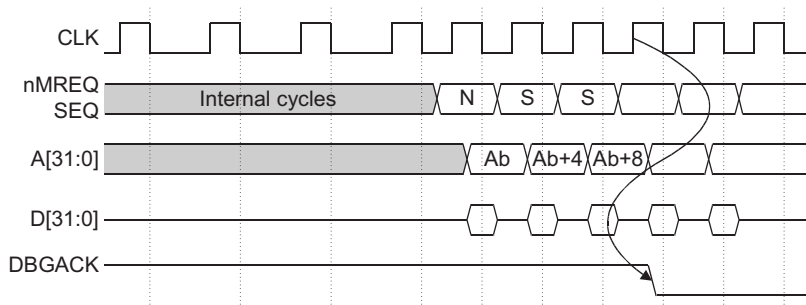 CLK
nMREQ
SEQ
Internal cycles N S S
A[31:0] Ab Ab+4 Ab+8
D[31:0]
DBGACK